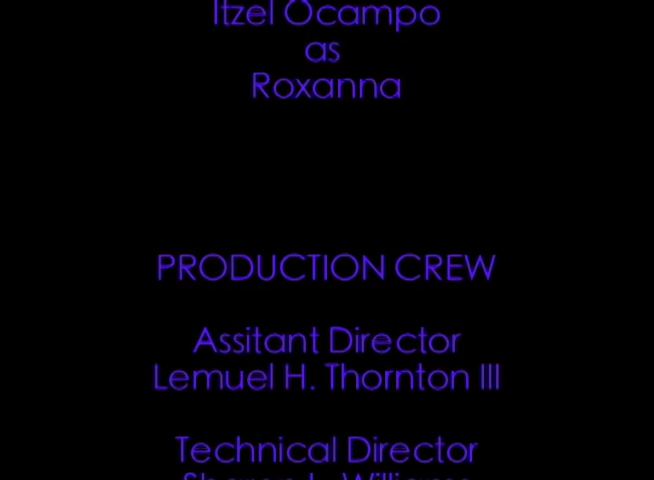 Itzel Ocampo
as
Roxanna
PRODUCTION CREW
Assitant Director
Lemuel H. Thornton III
Technical Director